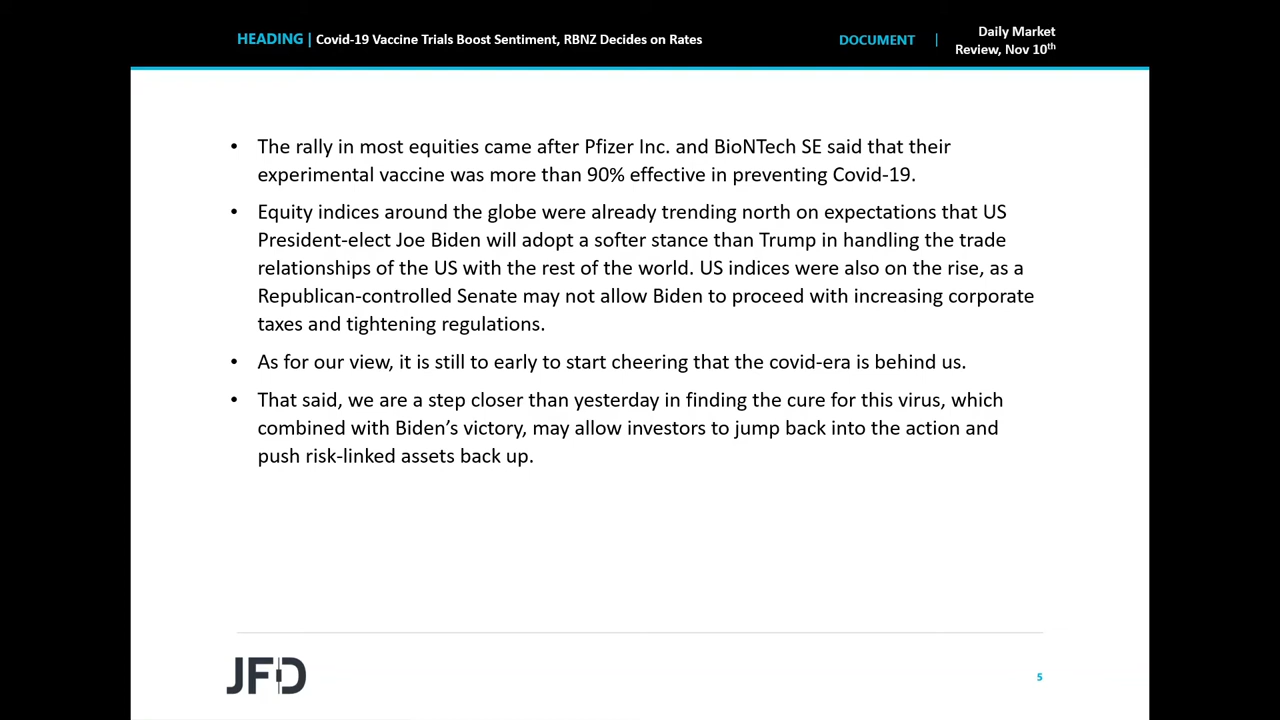 HEADING | Covid-19 Vaccine Trials Boost Sentiment, RBNZ Decides on Rates
DOCUMENT |
Daily Market
Review, Nov 10th
• The rally in most equities came after Pfizer Inc. and BioNTech SE said that their
experimental vaccine was more than 90% effective in preventing Covid-19.
• Equity indices around the globe were already trending north on expectations that US
President-elect Joe Biden will adopt a softer stance than Trump in handling the trade
relationships of the US with the rest of the world. US indices were also on the rise, as a
Republican-controlled Senate may not allow Biden to proceed with increasing corporate
taxes and tightening regulations.
• As for our view, it is still to early to start cheering that the covid-era is behind us.
• That said, we are a step closer than yesterday in finding the cure for this virus, which
combined with Biden’s victory, may allow investors to jump back into the action and
push risk-linked assets back up.
JFD
5